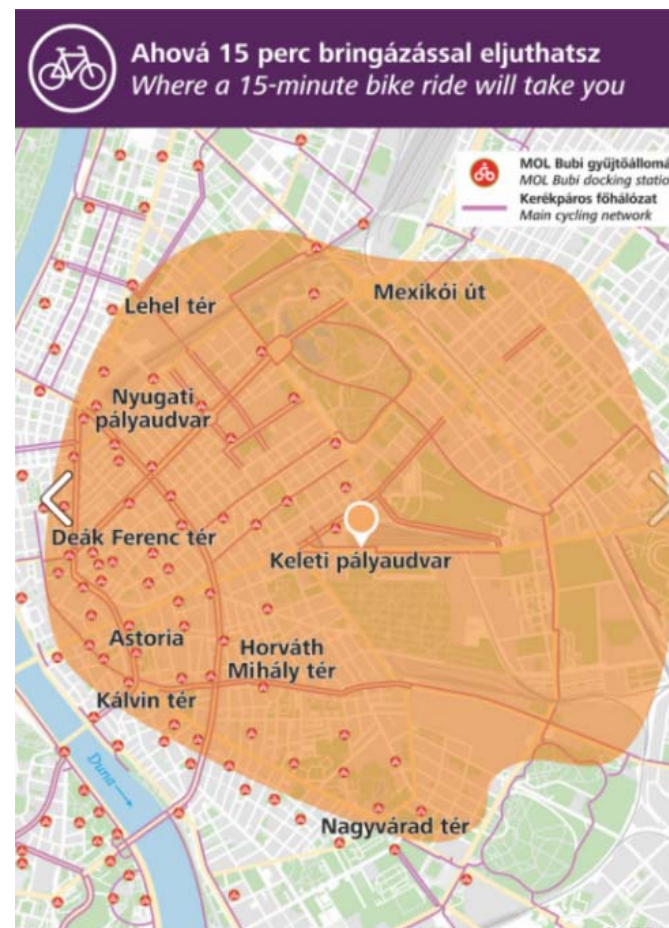 Ahová 15 perc bringázással eljuthatsz
Where a 15-minute bike ride will take you
MOL Bubi gyűjtőállomá
MOL Bubi docking statio
Kerékpáros főhálózat
Main cycling network
Mexikói út
Lehel tér
Nyugati
pályaudvar
Deák Ferenc tér
Keleti pályaudvar
Astoria
Horváth
Mihály tér
Kálvin tér
Duna
Nagyvárad tér